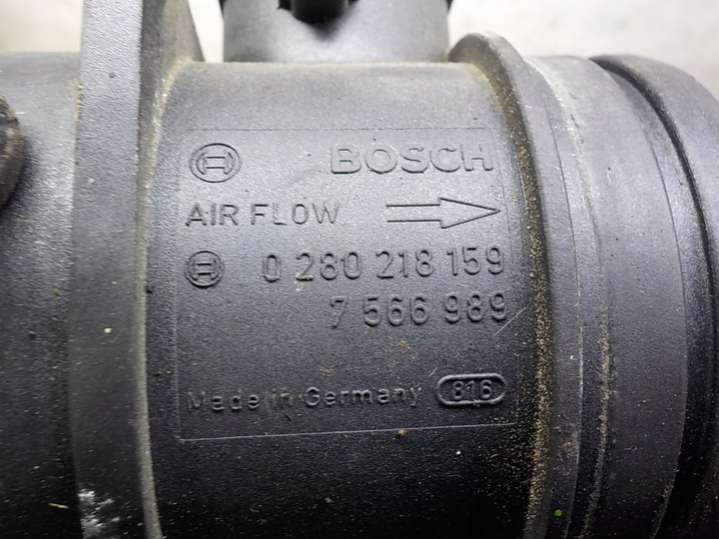 BOSCH
AIR FLOW
0 280 218 159
7 566 989
Made in Germany 816